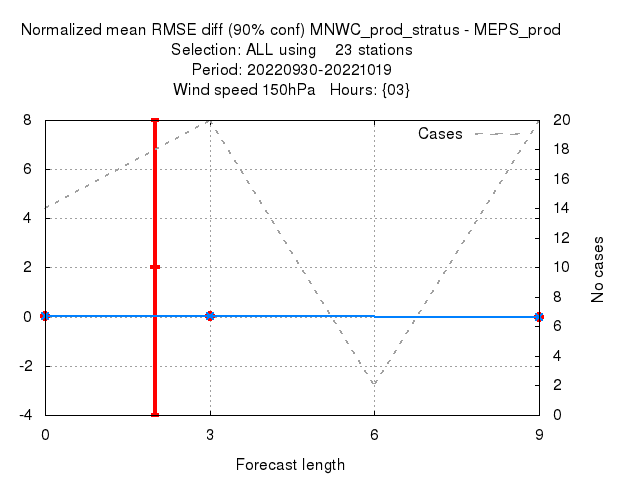 Normalized mean RMSE diff (90% conf) MNWC_prod_stratus - MEPS_prod
Selection: ALL using    23 stations
Period: 20220930-20221019
Wind speed 150hPa   Hours: {03}
Cases
8
6
4
2
0
-2
-4
20
18
16
14
12
10
8
6
4
2
0
No cases
0 3 6 9
Forecast length